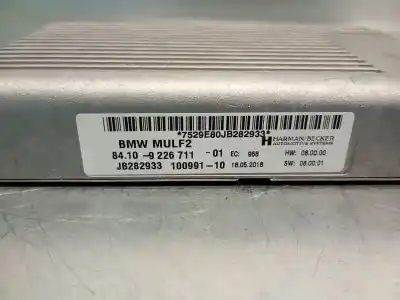 *7529E80JB282933*
BMW MULF2
HARMAN/BECKER
AUTOMOTIVE SYSTEMS
84.10 -9 226 711 -01 EC: 968 HW: 08.00.00
JB282933 100991-10 18.05.2018 SW: 08.00.01